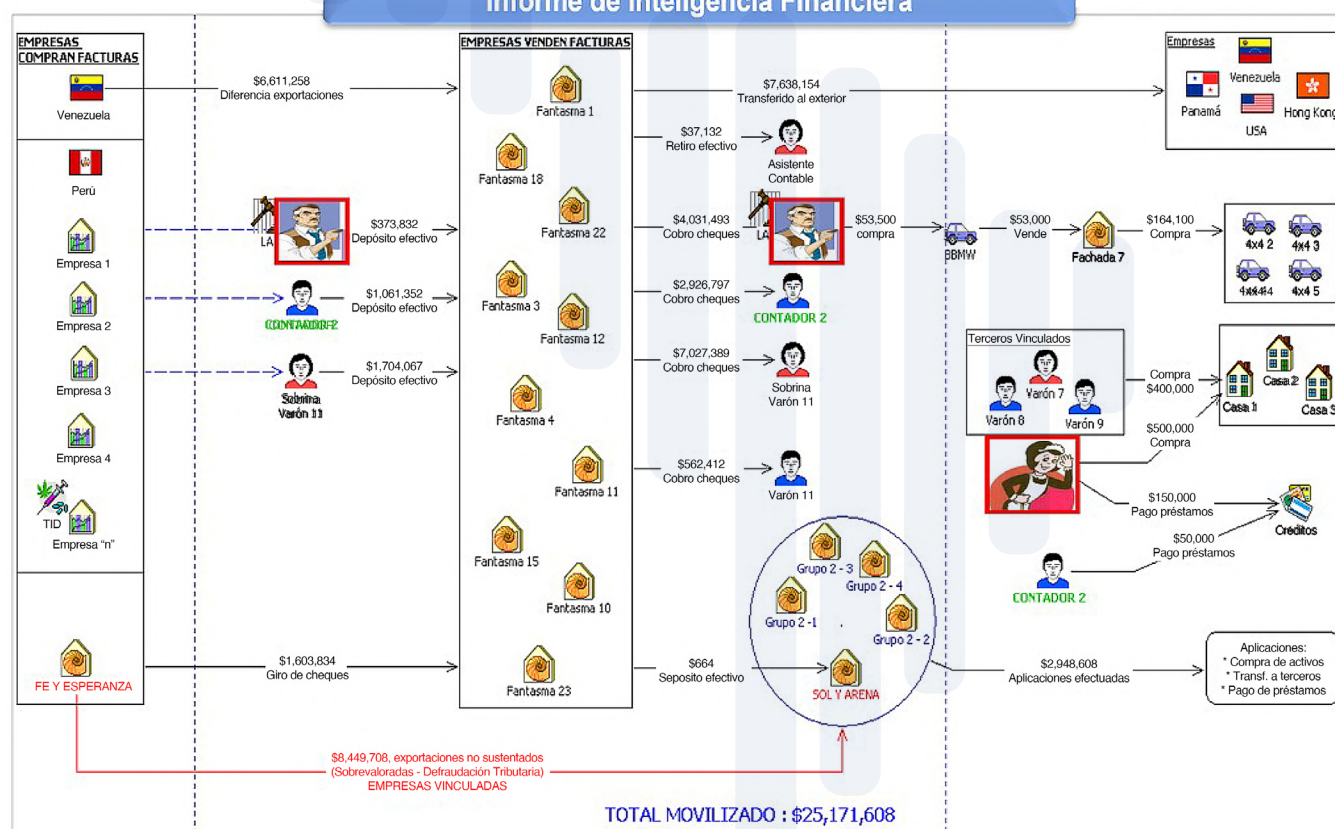 Informe de Inteligencia Financiera
EMPRESAS
COMPRAN FACTURAS
Venezuela
Perú
Empresa 1
Empresa 2
Empresa 3
Empresa 4
TID
Empresa "n"
FE Y ESPERANZA
$6,611,258
Diferencia exportaciones
LA
$373,832
Depósito efectivo
$1,061,352
Depósito efectivo
$1,704,067
Depósito efectivo
Sobrina
Varón 11
$1,603,834
Giro de cheques
EMPRESAS VENDEN FACTURAS
Fantasma 1
Fantasma 18
Fantasma 22
Fantasma 3
Fantasma 12
Fantasma 4
Fantasma 11
Fantasma 15
Fantasma 10
Fantasma 23
$7,638,154
Transferido al exterior
$37,132
Retiro efectivo
Asistente
Contable
$4,031,493
Cobro cheques
LA
$2,926,797
Cobro cheques
CONTADOR 2
$7,027,389
Cobro cheques
Sobrina
Varón 11
$562,412
Cobro cheques
Varón 11
Grupo 2 - 3
Grupo 2 - 4
Grupo 2 -1
Grupo 2 - 2
$664
Seposito efectivo
SOL Y ARENA
$8,449,708, exportaciones no sustentados
(Sobrevaloradas - Defraudación Tributaria)
EMPRESAS VINCULADAS
Empresas
Venezuela
Panamá
Hong Kong
USA
$53,500
compra
BMW
$53,000
Vende
Fachada 7
$164,100
Compra
4x4 2
4x4 3
4x4 5
Terceros Vinculados
Varón 7
Varón 8
Varón 9
Compra
$400,000
Casa 1
Casa 2
Casa 3
$500,000
Compra
$150,000
Pago préstamos
Créditos
$50,000
Pago préstamos
CONTADOR 2
$2,948,608
Aplicaciones efectuadas
Aplicaciones:
* Compra de activos
* Transf. a terceros
* Pago de préstamos
TOTAL MOVILIZADO : $25,171,608